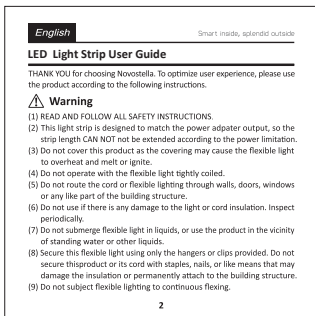 English
Smart inside, splendid outside
LED Light Strip User Guide
THANK YOU for choosing Novostella. To optimize user experience, please use
the product according to the following instructions.
Warning
(1) READ AND FOLLOW ALL SAFETY INSTRUCTIONS.
(2) This light strip is designed to match the power adpater output, so the
strip length CAN NOT not be extended according to the power limitation.
(3) Do not cover this product as the covering may cause the flexible light
to overheat and melt or ignite.
(4) Do not operate with the flexible light tightly coiled.
(5) Do not route the cord or flexible lighting through walls, doors, windows
or any like part of the building structure.
(6) Do not use if there is any damage to the light or cord insulation. Inspect
periodically.
(7) Do not submerge flexible light in liquids, or use the product in the vicinity
of standing water or other liquids.
(8) Secure this flexible light using only the hangers or clips provided. Do not
secure thisproduct or its cord with staples, nails, or like means that may
damage the insulation or permanently attach to the building structure.
(9) Do not subject flexible lighting to continuous flexing.
2